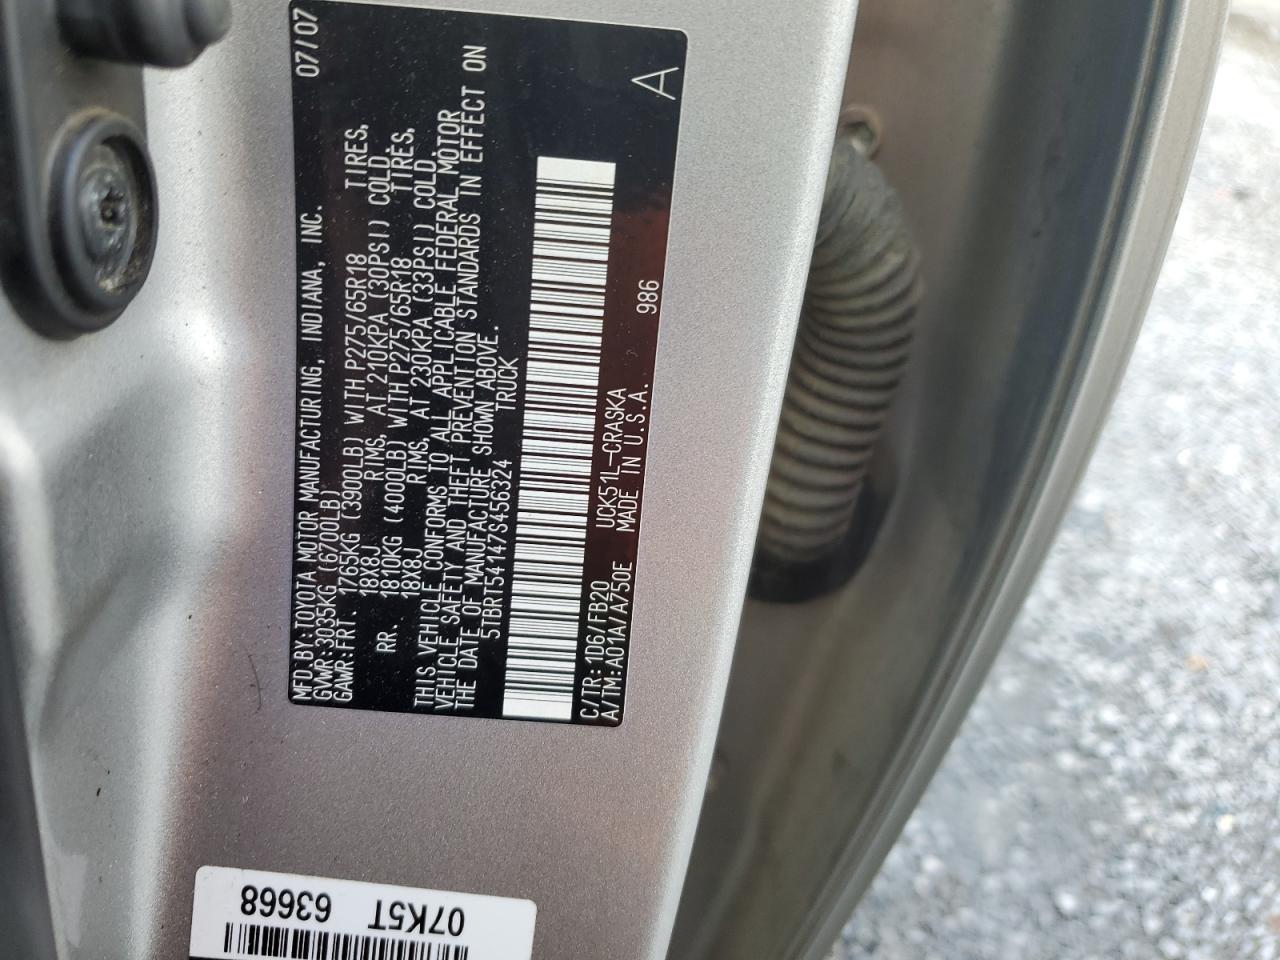 MFD.BY:TOYOTA MOTOR MANUFACTURING, INDIANA, INC. 07/07
GVWR:3035KG (6700LB)
GAWR:FRT. 1765KG (3900LB) WITH P275/65R18 TIRES,
18X8J RIMS, AT 210KPA (30PSI) COLD.
RR. 1810KG (4000LB) WITH P275/65R18 TIRES,
18X8J RIMS, AT 230KPA (33PSI) COLD.
THIS VEHICLE CONFORMS TO ALL APPLICABLE FEDERAL MOTOR
VEHICLE SAFETY AND THEFT PREVENTION STANDARDS IN EFFECT ON
THE DATE OF MANUFACTURE SHOWN ABOVE.
5TBRT54147S456324 TRUCK
C/TR:1D6/FB20 UCK51L-CRASKA 986 A
A/TM:A01A/A750E MADE IN U.S.A.
07K5T 63668